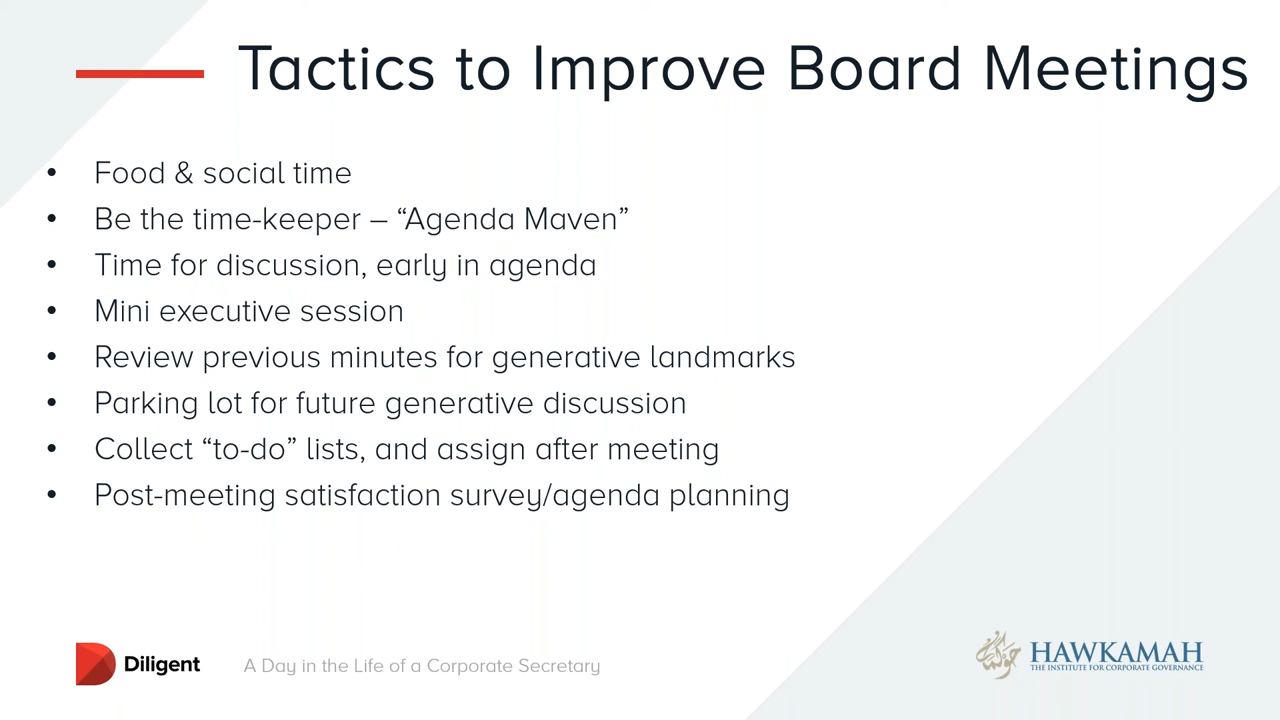 Tactics to Improve Board Meetings
• Food & social time
• Be the time-keeper – “Agenda Maven”
• Time for discussion, early in agenda
• Mini executive session
• Review previous minutes for generative landmarks
• Parking lot for future generative discussion
• Collect “to-do” lists, and assign after meeting
• Post-meeting satisfaction survey/agenda planning
Diligent
A Day in the Life of a Corporate Secretary
HAWKAMAH
THE INSTITUTE FOR CORPORATE GOVERNANCE